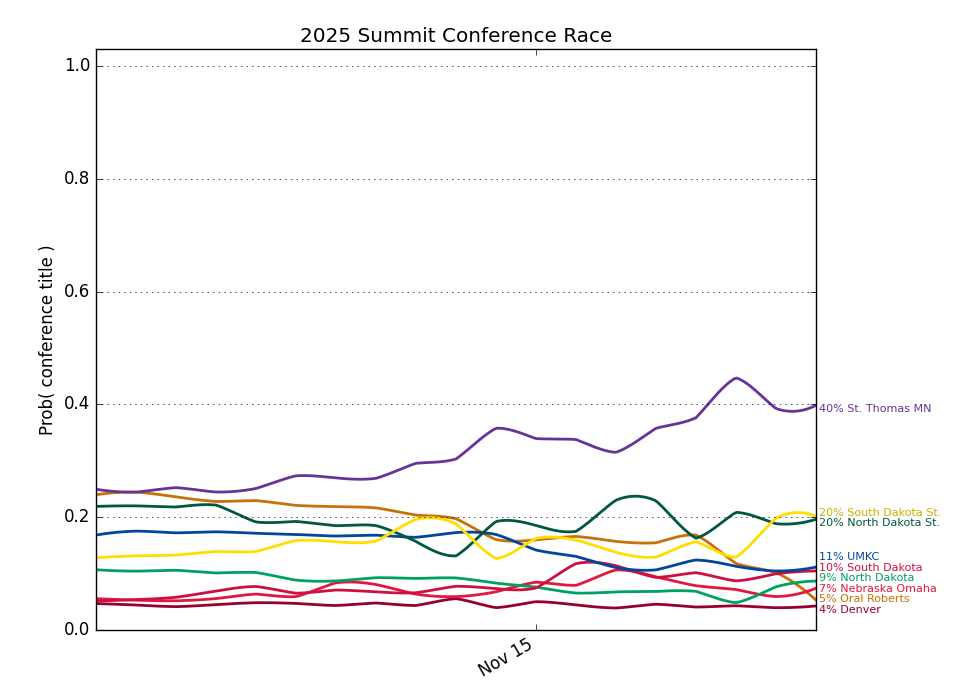 2025 Summit Conference Race
1.0
0.8
0.6
0.4
0.2
0.0
Prob( conference title )
Nov 15
40% St. Thomas MN
20% South Dakota St.
20% North Dakota St.
11% UMKC
10% South Dakota
9% North Dakota
7% Nebraska Omaha
5% Oral Roberts
4% Denver